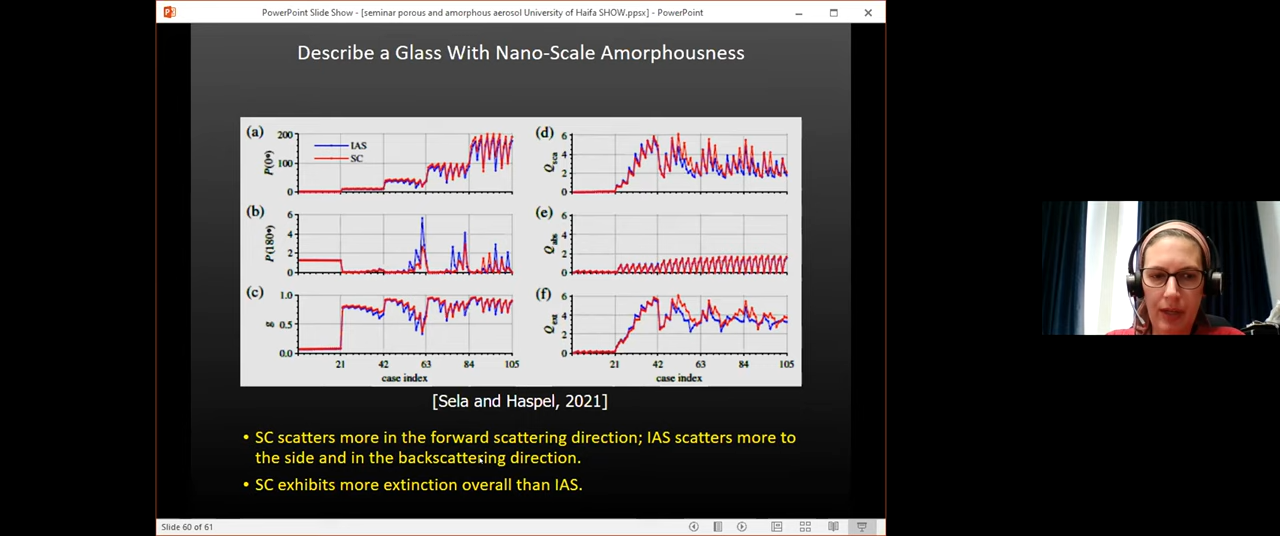 PowerPoint Slide Show - [seminar porous and amorphous aerosol University of Haifa SHOW.ppsx] - PowerPoint
Describe a Glass With Nano-Scale Amorphousness
(a)
P(0°)
200
100
0
IAS
SC
(b)
P(180°)
6
4
2
0
(c)
g
1.0
0.5
0.0
21 42 63 84 105
case index
(d)
Qsca
6
4
2
0
(e)
Qabs
6
4
2
0
(f)
Qext
6
4
2
0
21 42 63 84 105
case index
[Sela and Haspel, 2021]
• SC scatters more in the forward scattering direction; IAS scatters more to
the side and in the backscattering direction.
• SC exhibits more extinction overall than IAS.
Slide 60 of 61